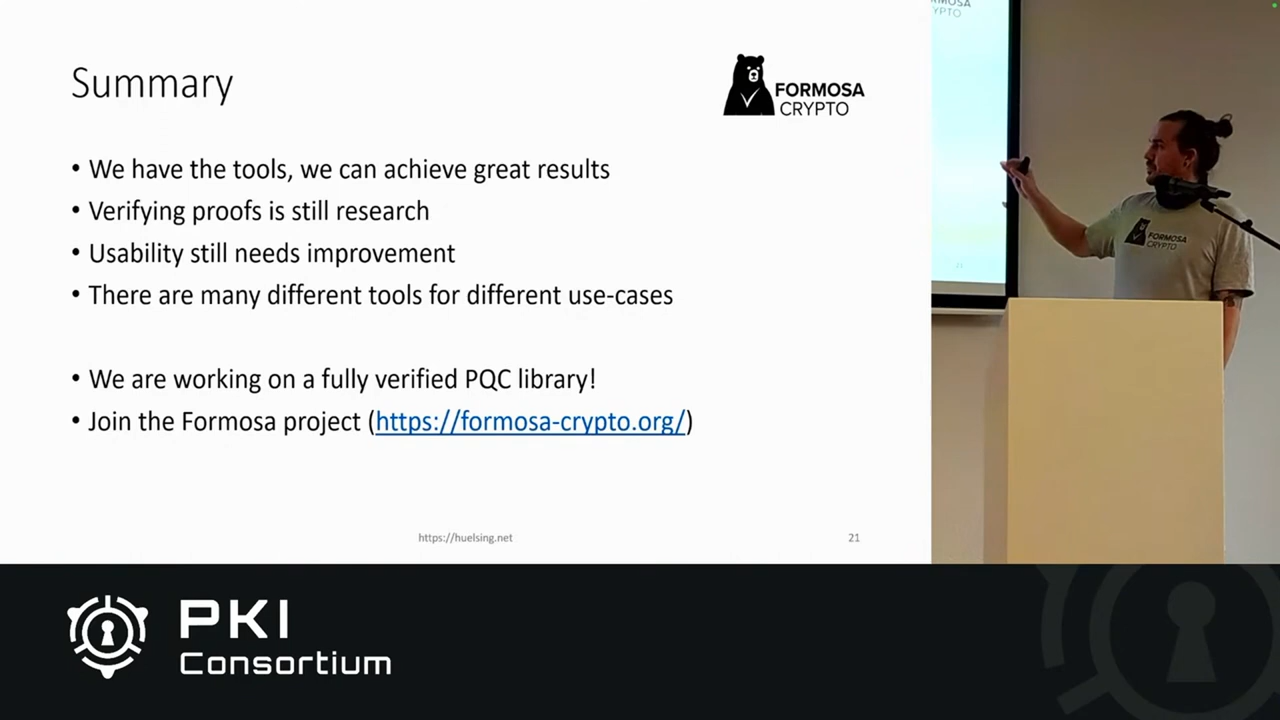 Summary
FORMOSA
CRYPTO
• We have the tools, we can achieve great results
• Verifying proofs is still research
• Usability still needs improvement
• There are many different tools for different use-cases
• We are working on a fully verified PQC library!
• Join the Formosa project (https://formosa-crypto.org/)
https://huelsing.net
21
FORMOSA
CRYPTO
PKI
Consortium